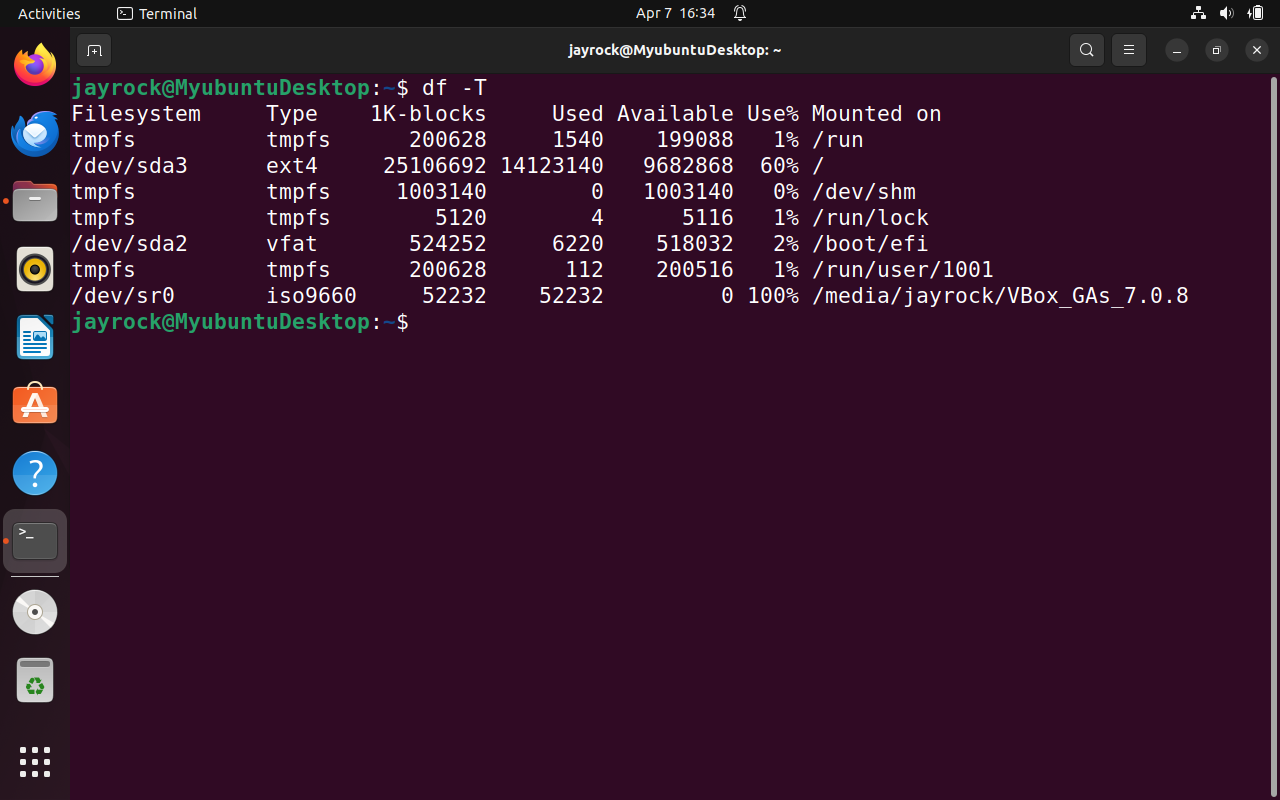 Activities Terminal Apr 7 16:34
jayrock@MyubuntuDesktop: ~
jayrock@MyubuntuDesktop:~$ df -T
Filesystem     Type    1K-blocks     Used Available Use% Mounted on
tmpfs          tmpfs      200628     1540    199088   1% /run
/dev/sda3      ext4     25106692 14123140   9682868  60% /
tmpfs          tmpfs     1003140        0   1003140   0% /dev/shm
tmpfs          tmpfs        5120        4      5116   1% /run/lock
/dev/sda2      vfat       524252     6220    518032   2% /boot/efi
tmpfs          tmpfs      200628      112    200516   1% /run/user/1001
/dev/sr0       iso9660     52232    52232         0 100% /media/jayrock/VBox_GAs_7.0.8
jayrock@MyubuntuDesktop:~$